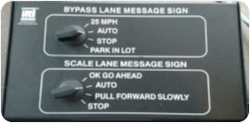 BYPASS LANE MESSAGE SIGN
25 MPH
AUTO
STOP
PARK IN LOT
SCALE LANE MESSAGE SIGN
OK GO AHEAD
AUTO
PULL FORWARD SLOWLY
STOP